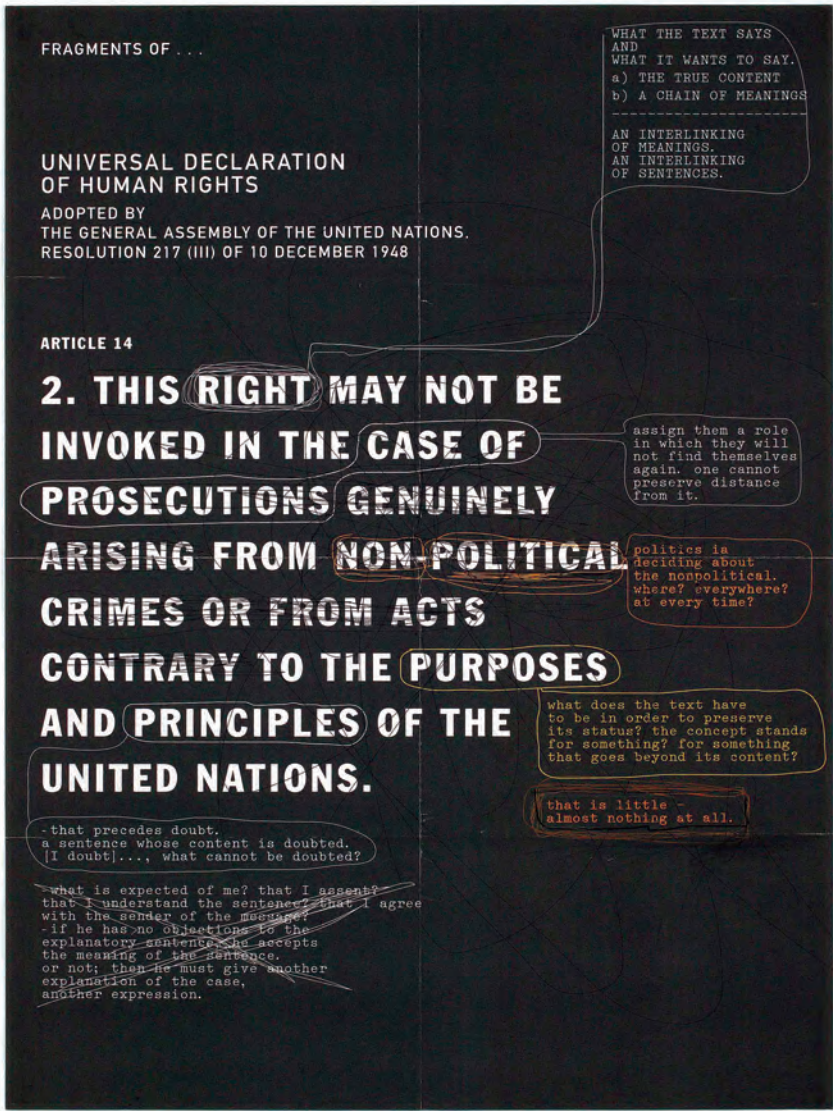 FRAGMENTS OF . . .
WHAT THE TEXT SAYS
AND
WHAT IT WANTS TO SAY.
a) THE TRUE CONTENT
b) A CHAIN OF MEANINGS
-----------------------
AN INTERLINKING
OF MEANINGS.
AN INTERLINKING
OF SENTENCES.
UNIVERSAL DECLARATION
OF HUMAN RIGHTS
ADOPTED BY
THE GENERAL ASSEMBLY OF THE UNITED NATIONS.
RESOLUTION 217 (III) OF 10 DECEMBER 1948
ARTICLE 14
2. THIS RIGHT MAY NOT BE
INVOKED IN THE CASE OF
PROSECUTIONS GENUINELY
ARISING FROM NON-POLITICAL
CRIMES OR FROM ACTS
CONTRARY TO THE PURPOSES
AND PRINCIPLES OF THE
UNITED NATIONS.
assign them a role
in which they will
not find themselves
again. one cannot
preserve distance
from it.
politics is
deciding about
the nonpolitical.
where? everywhere?
at every time?
what does the text have
to be in order to preserve
its status? the concept stands
for something? for something
that goes beyond its content?
that is little -
almost nothing at all.
- that precedes doubt.
a sentence whose content is doubted.
[I doubt]..., what cannot be doubted?
- what is expected of me? that I assent?
that I understand the sentence? that I agree
with the sender of the message?
- if he has no objections to the
explanatory sentence, he accepts
the meaning of the sentence.
or not; then he must give another
explanation of the case,
another expression.